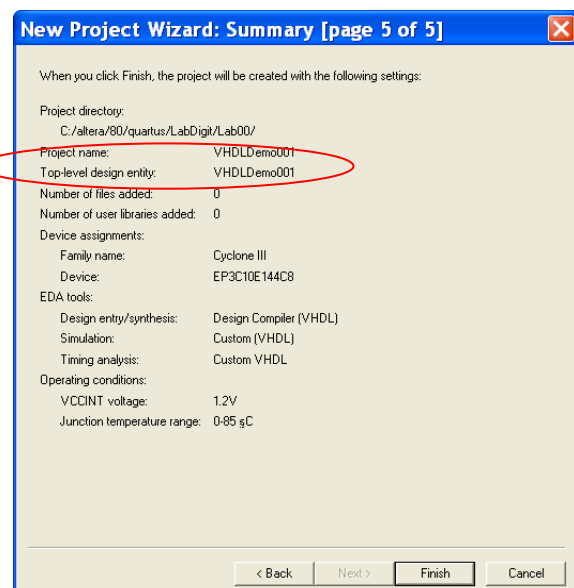 New Project Wizard: Summary [page 5 of 5]
When you click Finish, the project will be created with the following settings:
Project directory:
C:/altera/80/quartus/LabDigit/Lab00/
Project name: VHDLDemo001
Top-level design entity: VHDLDemo001
Number of files added: 0
Number of user libraries added: 0
Device assignments:
Family name: Cyclone III
Device: EP3C10E144C8
EDA tools:
Design entry/synthesis: Design Compiler (VHDL)
Simulation: Custom (VHDL)
Timing analysis: Custom VHDL
Operating conditions:
VCCINT voltage: 1.2V
Junction temperature range: 0-85 §C
< Back Next > Finish Cancel